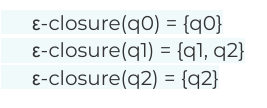 ε-closure(q0) = {q0}
ε-closure(q1) = {q1, q2}
ε-closure(q2) = {q2}